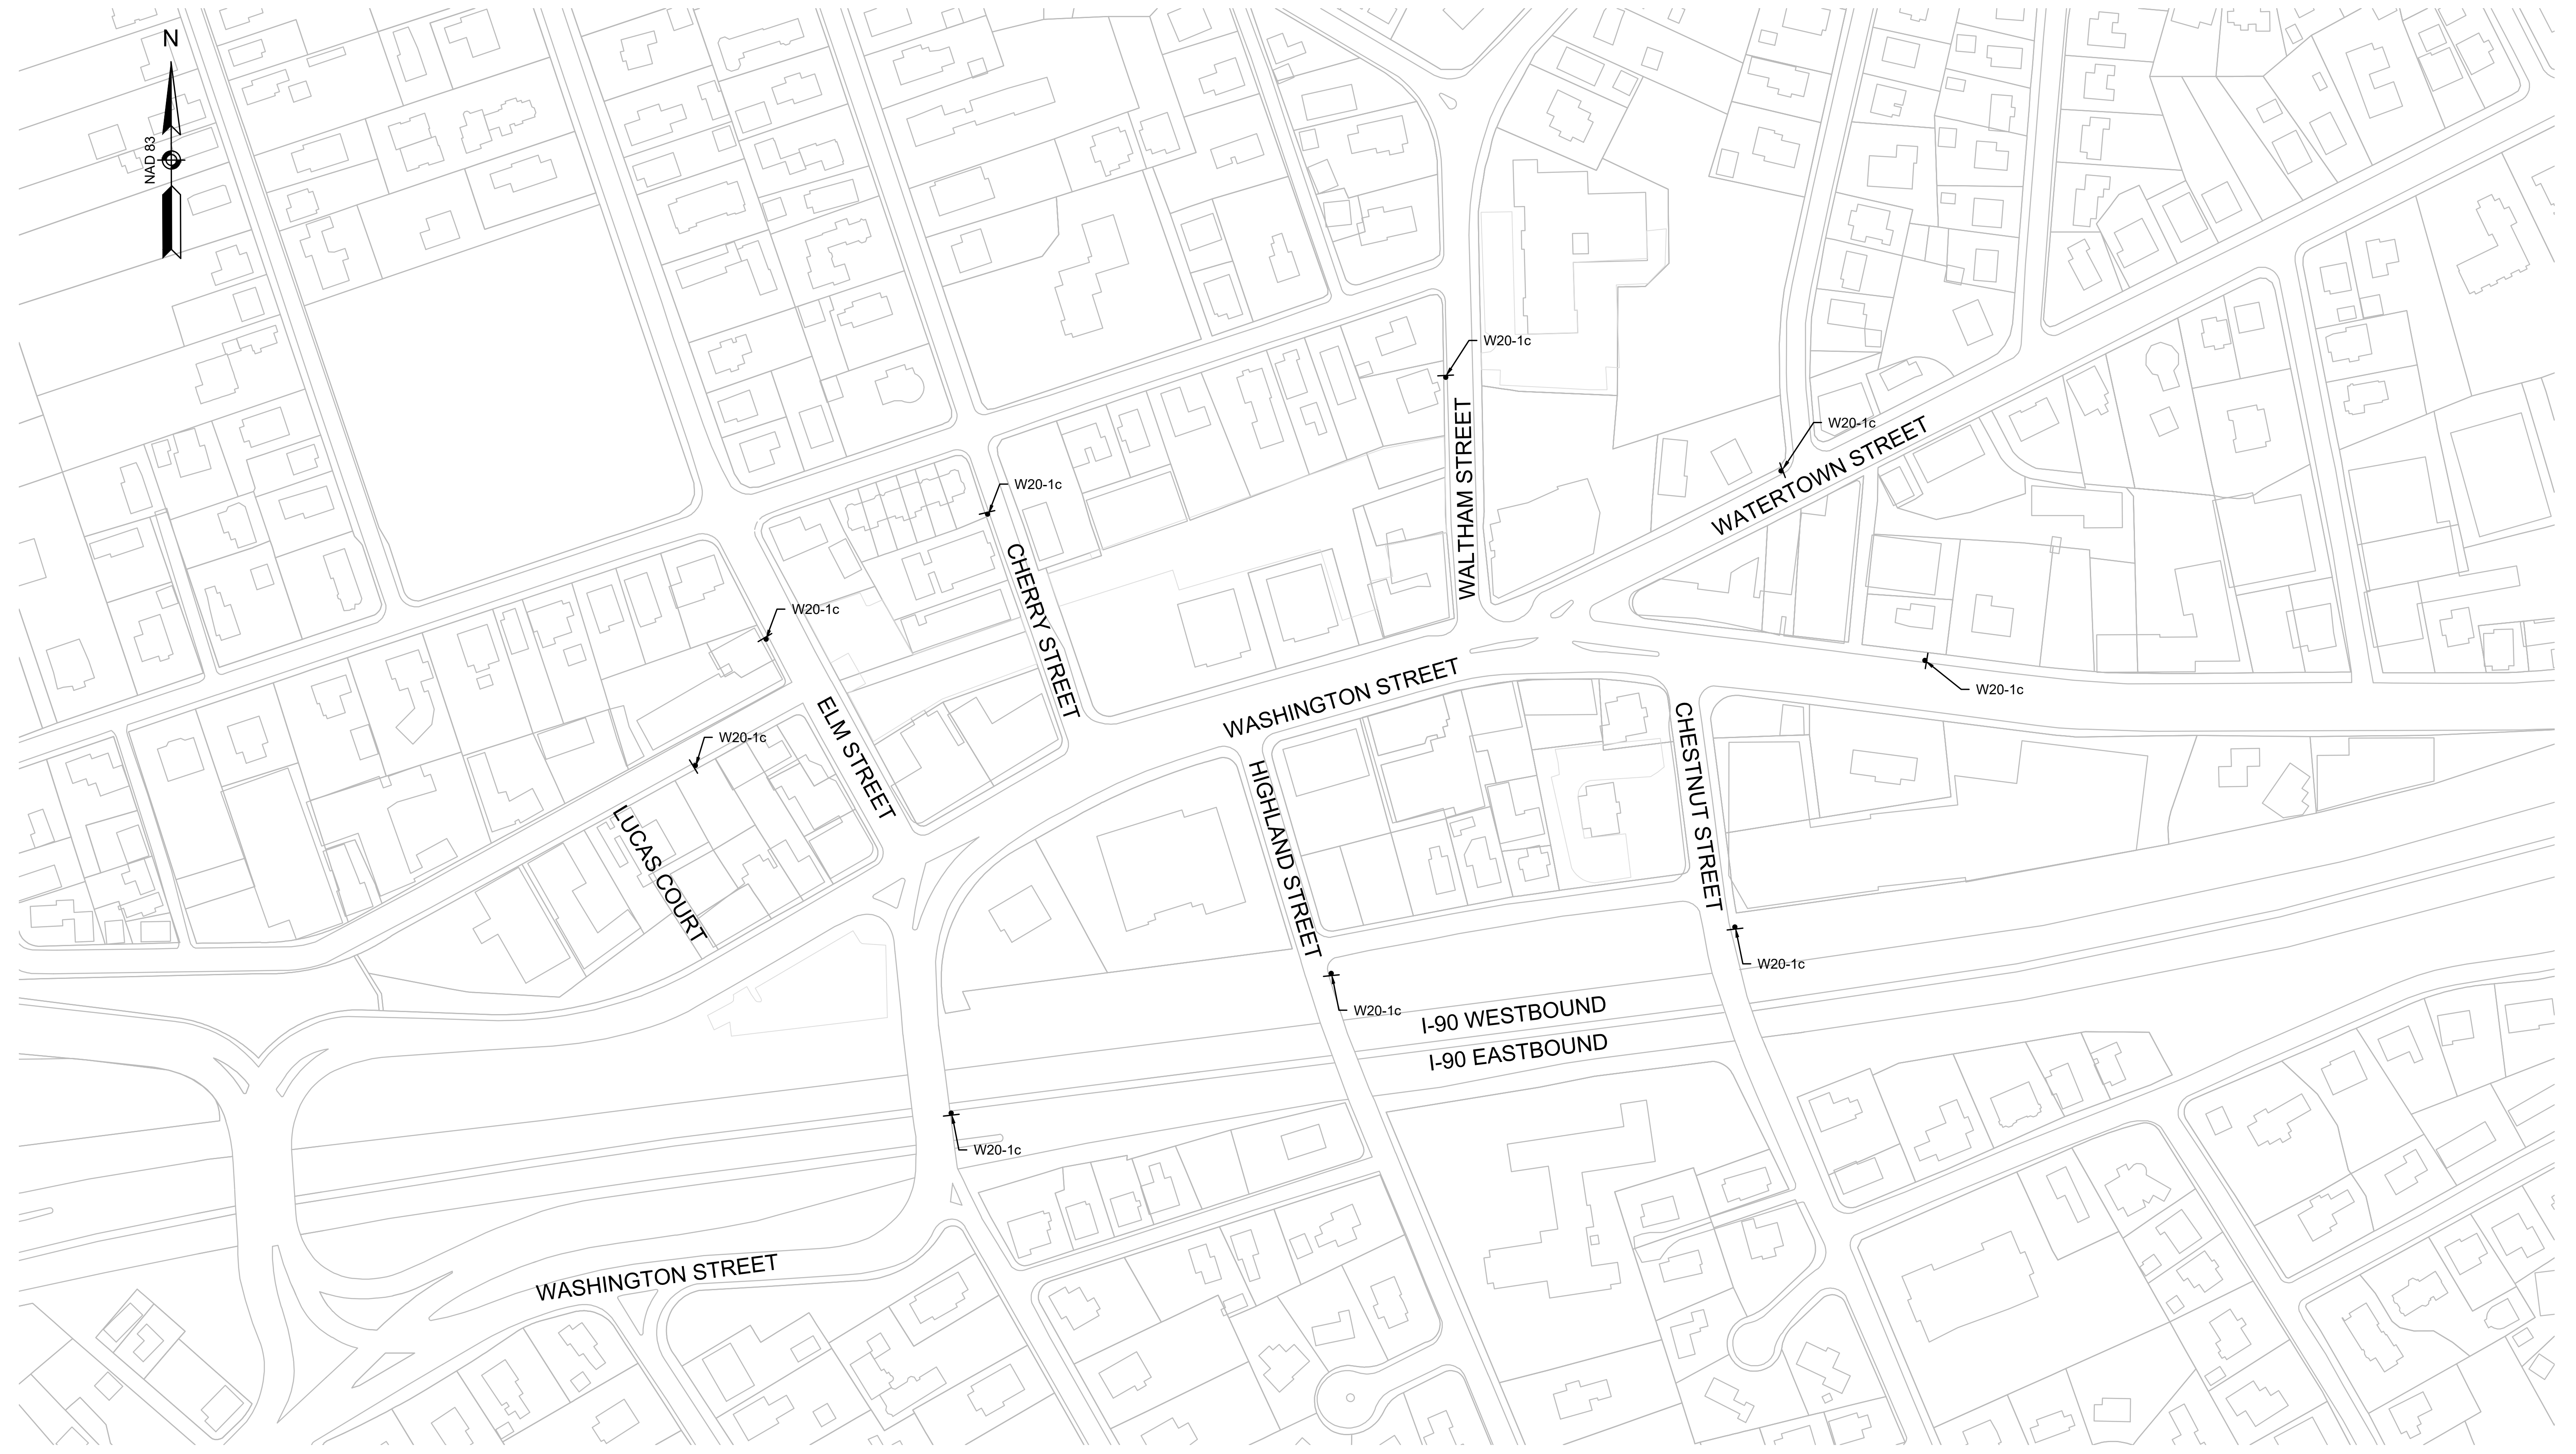 N
NAD 83
W20-1c
W20-1c
WALTHAM STREET
WATERTOWN STREET
W20-1c
CHERRY STREET
W20-1c
W20-1c
WASHINGTON STREET
W20-1c
ELM STREET
CHESTNUT STREET
W20-1c
HIGHLAND STREET
LUCAS COURT
W20-1c
W20-1c
I-90 WESTBOUND
I-90 EASTBOUND
W20-1c
WASHINGTON STREET